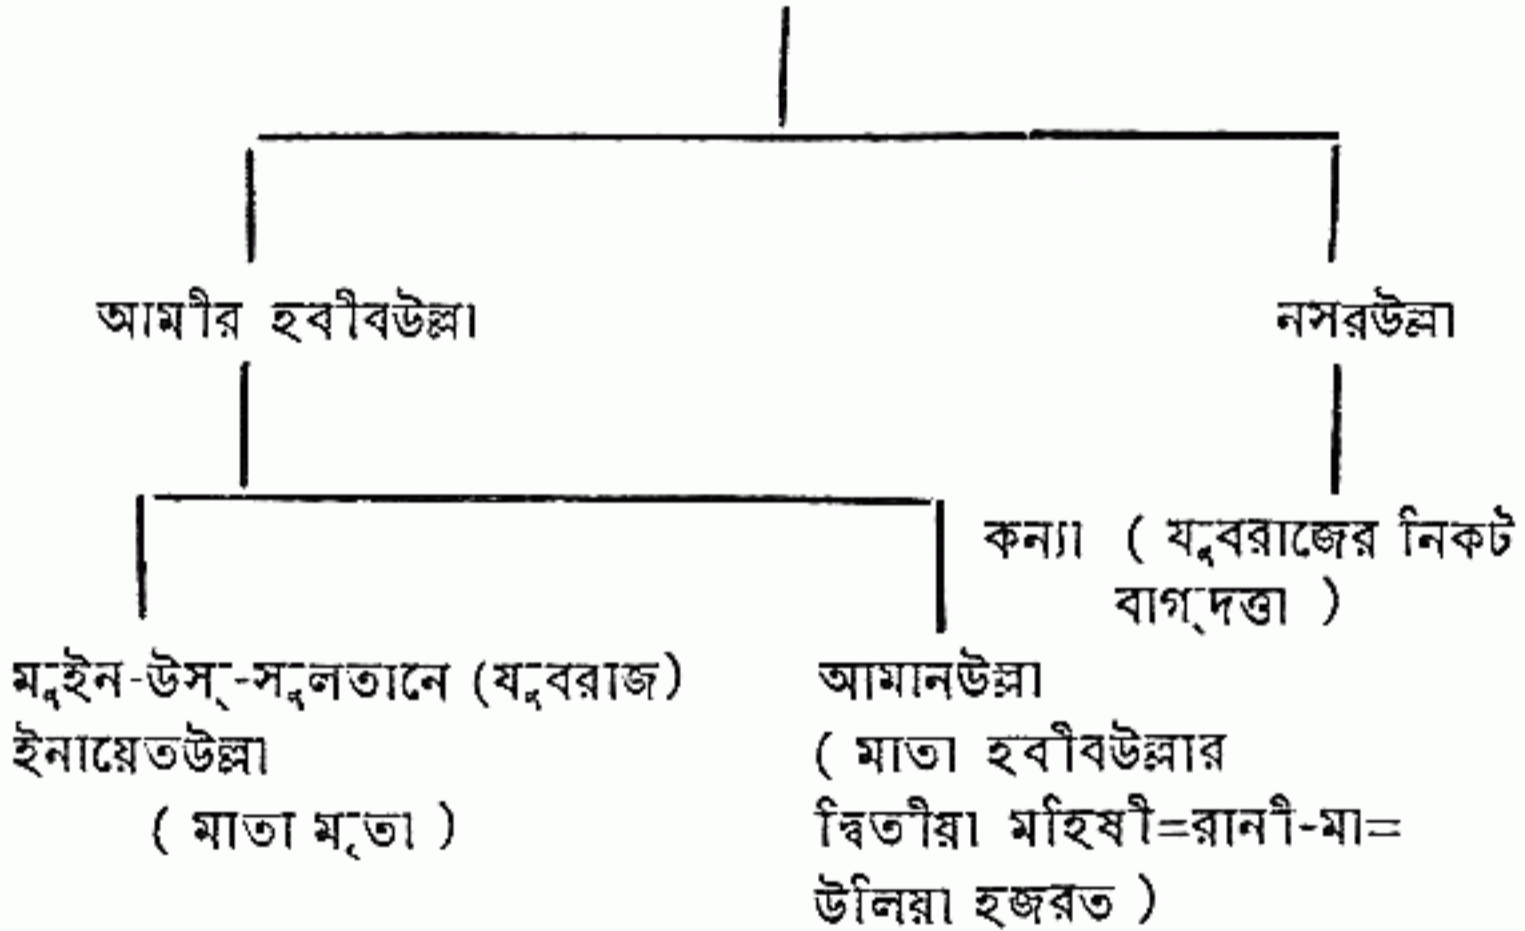 আমীর হবীবউল্লা
নসরউল্লা
কন্যা ( যুবরাজের নিকট
বাগ্‌দত্তা )
মুইন-উস্‌-সুলতানে (যুবরাজ)
ইনায়েতউল্লা
( মাতা মৃতা )
আমানউল্লা
( মাতা হবীবউল্লার
দ্বিতীয়া মহিষী=রানী-মা=
উলিয়া হজরত )